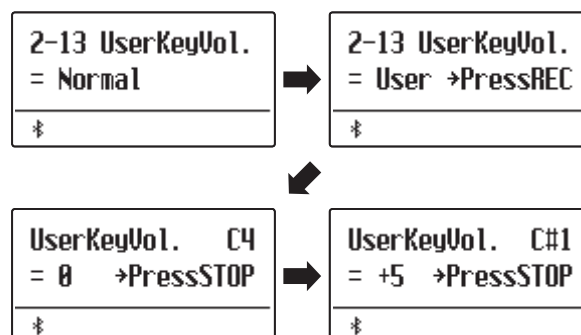 2-13 UserKeyVol.
= Normal
2-13 UserKeyVol.
= User →PressREC
UserKeyVol. C4
= 0 →PressSTOP
UserKeyVol. C#1
= +5 →PressSTOP